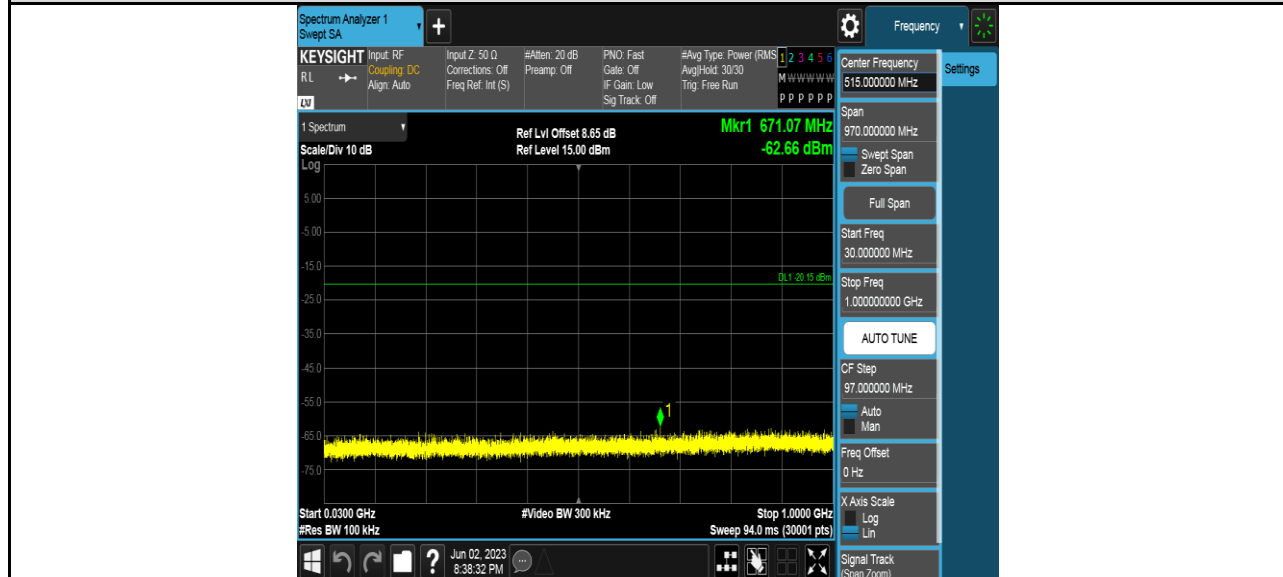 Spectrum Analyzer 1
Swept SA
+
Frequency
KEYSIGHT
RL
LXI
Input: RF
Coupling: DC
Align: Auto
Input Z: 50 Ω
Corrections: Off
Freq Ref: Int (S)
#Atten: 20 dB
Preamp: Off
PNO: Fast
Gate: Off
IF Gain: Low
Sig Track: Off
#Avg Type: Power (RMS
Avg|Hold: 30/30
Trig: Free Run
1 2 3 4 5 6
M W W W W W
P P P P P P
1 Spectrum
Scale/Div 10 dB
Log
Ref Lvl Offset 8.65 dB
Ref Level 15.00 dBm
Mkr1 671.07 MHz
-62.66 dBm
5.00
-5.00
-15.0
DL1 -20.15 dBm
-25.0
-35.0
-45.0
-55.0
1
-65.0
-75.0
Start 0.0300 GHz
#Res BW 100 kHz
#Video BW 300 kHz
Stop 1.0000 GHz
Sweep 94.0 ms (30001 pts)
?
Jun 02, 2023
8:38:32 PM
Center Frequency
515.000000 MHz
Settings
Span
970.000000 MHz
Swept Span
Zero Span
Full Span
Start Freq
30.000000 MHz
Stop Freq
1.000000000 GHz
AUTO TUNE
CF Step
97.000000 MHz
Auto
Man
Freq Offset
0 Hz
X Axis Scale
Log
Lin
Signal Track
(Span Zoom)